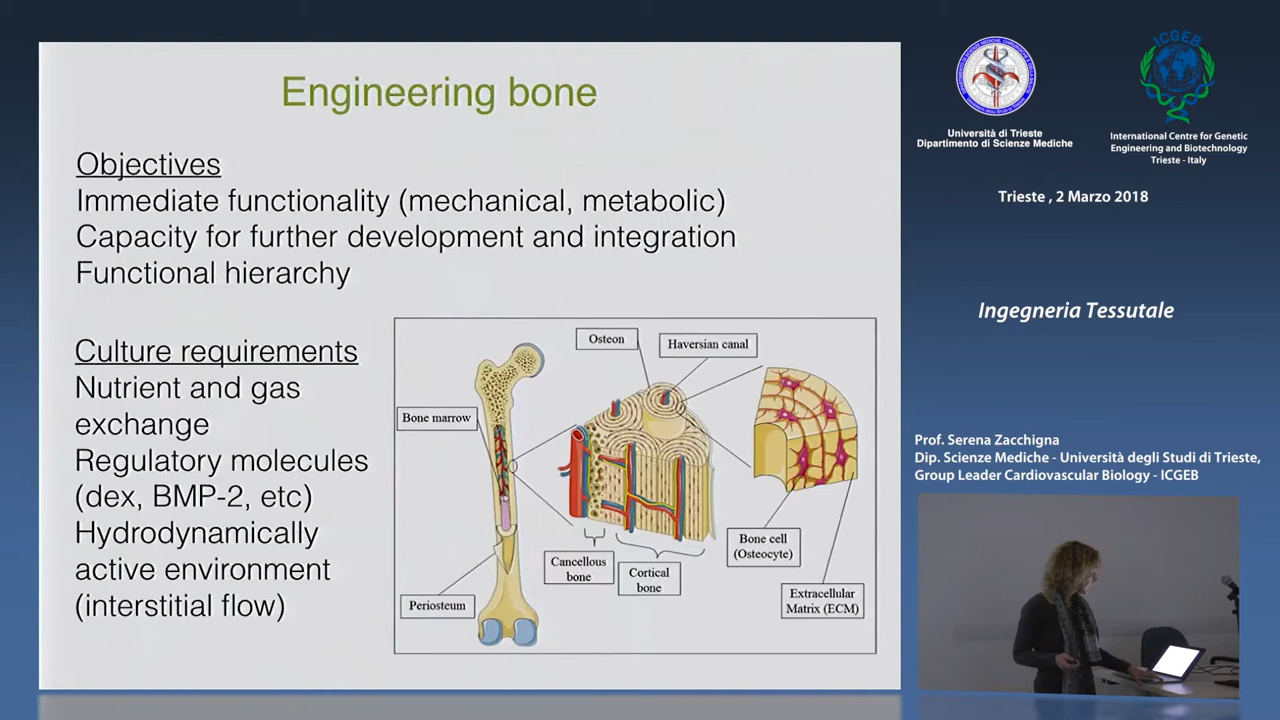 Engineering bone
Objectives
Immediate functionality (mechanical, metabolic)
Capacity for further development and integration
Functional hierarchy
Culture requirements
Nutrient and gas
exchange
Regulatory molecules
(dex, BMP-2, etc)
Hydrodynamically
active environment
(interstitial flow)
Osteon
Haversian canal
Bone marrow
Bone cell
(Osteocyte)
Cancellous
bone
Cortical
bone
Extracellular
Matrix (ECM)
Periosteum
Università di Trieste
Dipartimento di Scienze Mediche
ICGEB
International Centre for Genetic
Engineering and Biotechnology
Trieste - Italy
Trieste , 2 Marzo 2018
Ingegneria Tessutale
Prof. Serena Zacchigna
Dip. Scienze Mediche - Università degli Studi di Trieste,
Group Leader Cardiovascular Biology - ICGEB